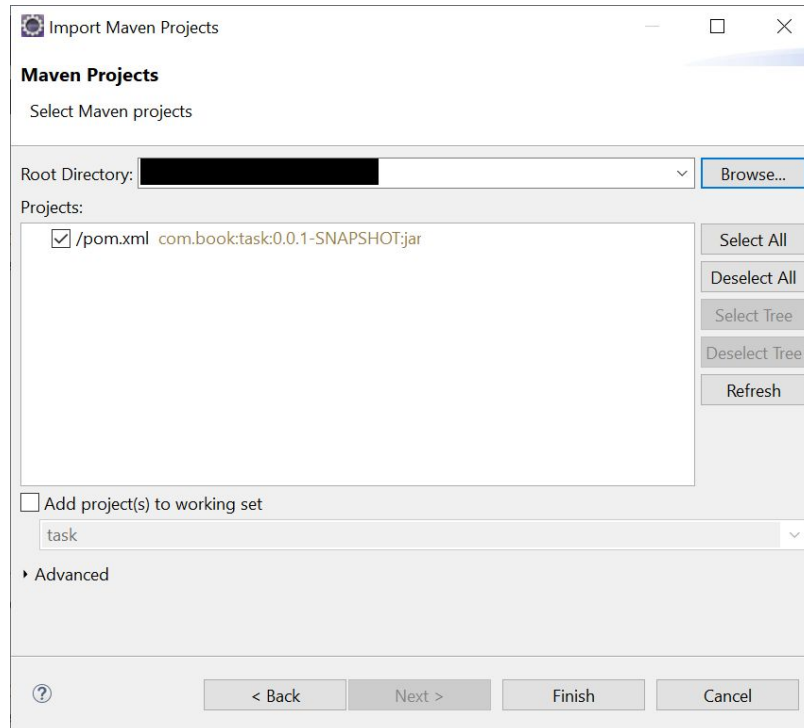 Import Maven Projects
Maven Projects
Select Maven projects
Root Directory:
Browse...
Projects:
/pom.xml com.book:task:0.0.1-SNAPSHOT:jar
Select All
Deselect All
Select Tree
Deselect Tree
Refresh
Add project(s) to working set
task
Advanced
? < Back Next > Finish Cancel